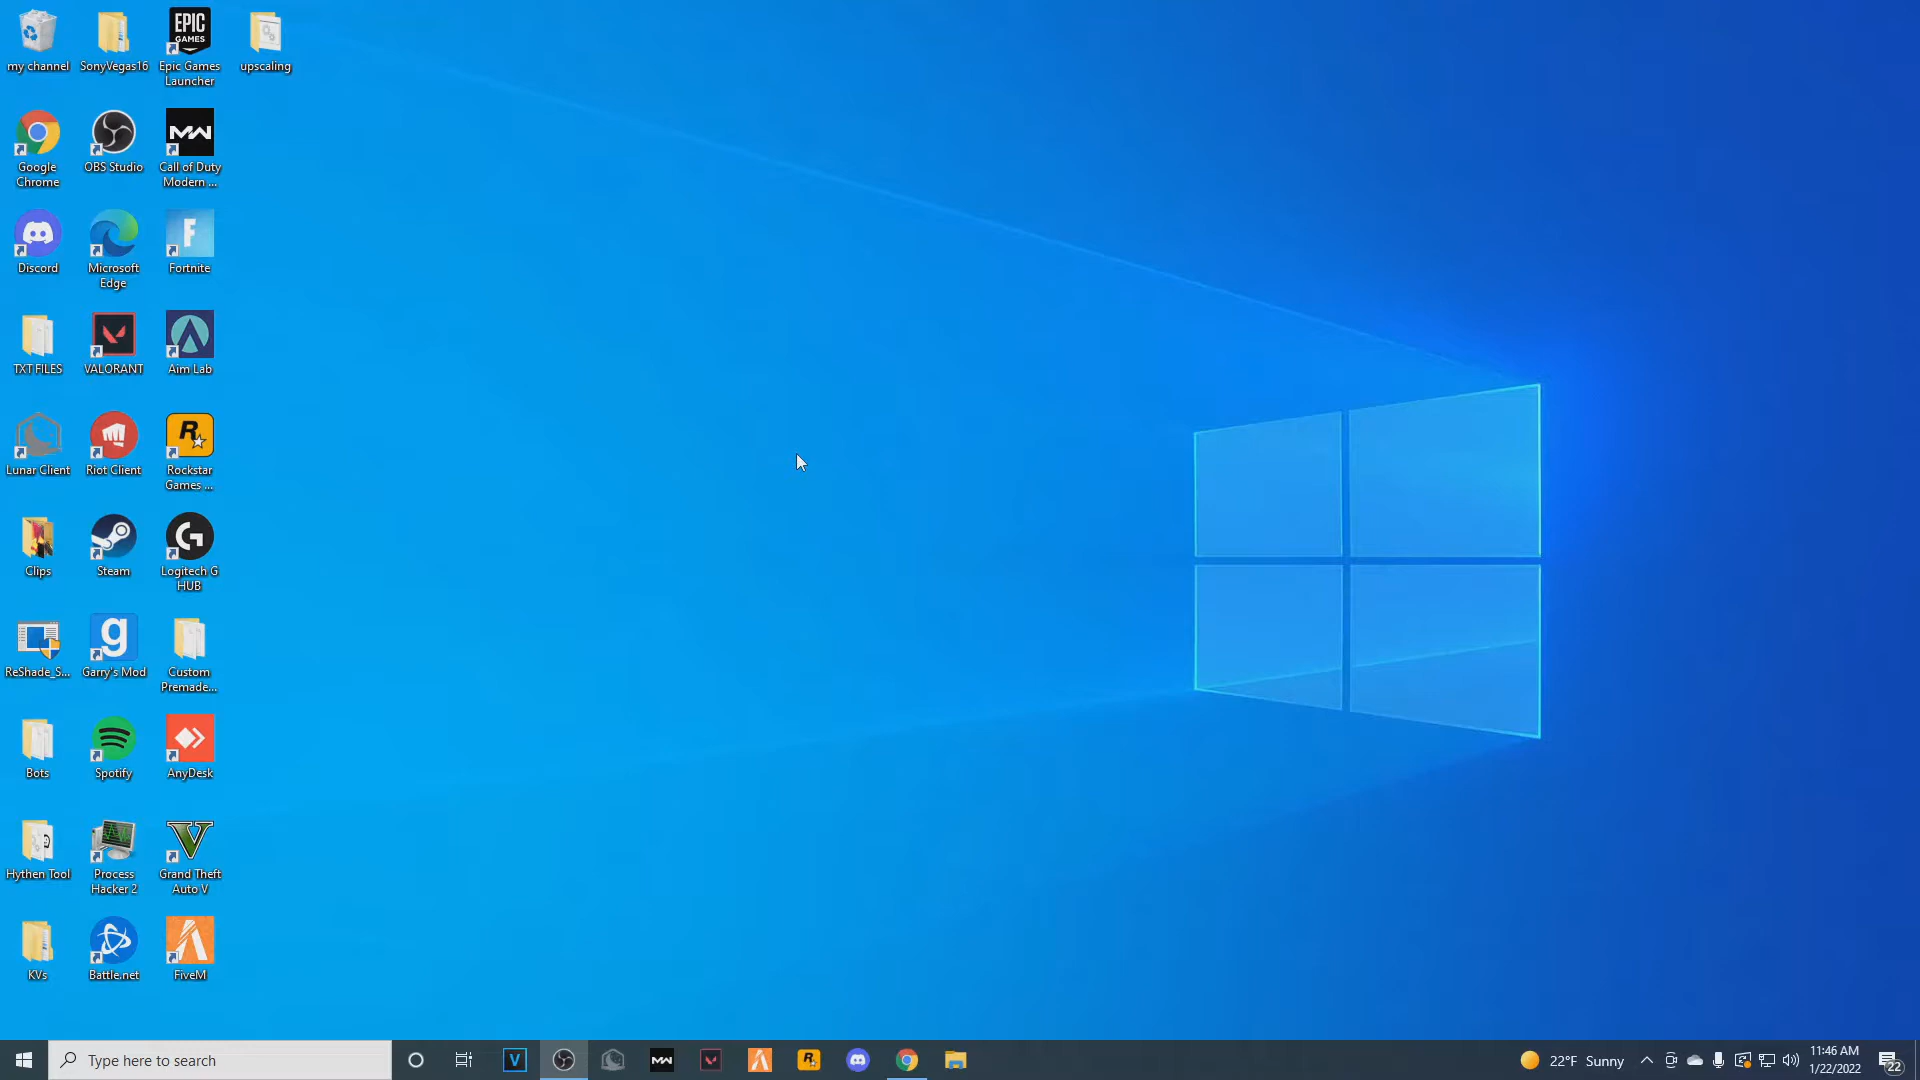 my channel
SonyVegas16
EPIC
GAMES
Epic Games
Launcher
upscaling
Google
Chrome
OBS Studio
MW
Call of Duty
Modern ...
Discord
Microsoft
Edge
F
Fortnite
TXT FILES
VALORANT
Aim Lab
Lunar Client
Riot Client
R
Rockstar
Games ...
Clips
Steam
G
Logitech G
HUB
ReShade_S...
g
Garry's Mod
Custom
Premade...
Bots
Spotify
AnyDesk
Hythen Tool
Process
Hacker 2
V
Grand Theft
Auto V
KVs
Battle.net
FiveM
Type here to search
V
MW
R
22°F Sunny
11:46 AM
1/22/2022
22